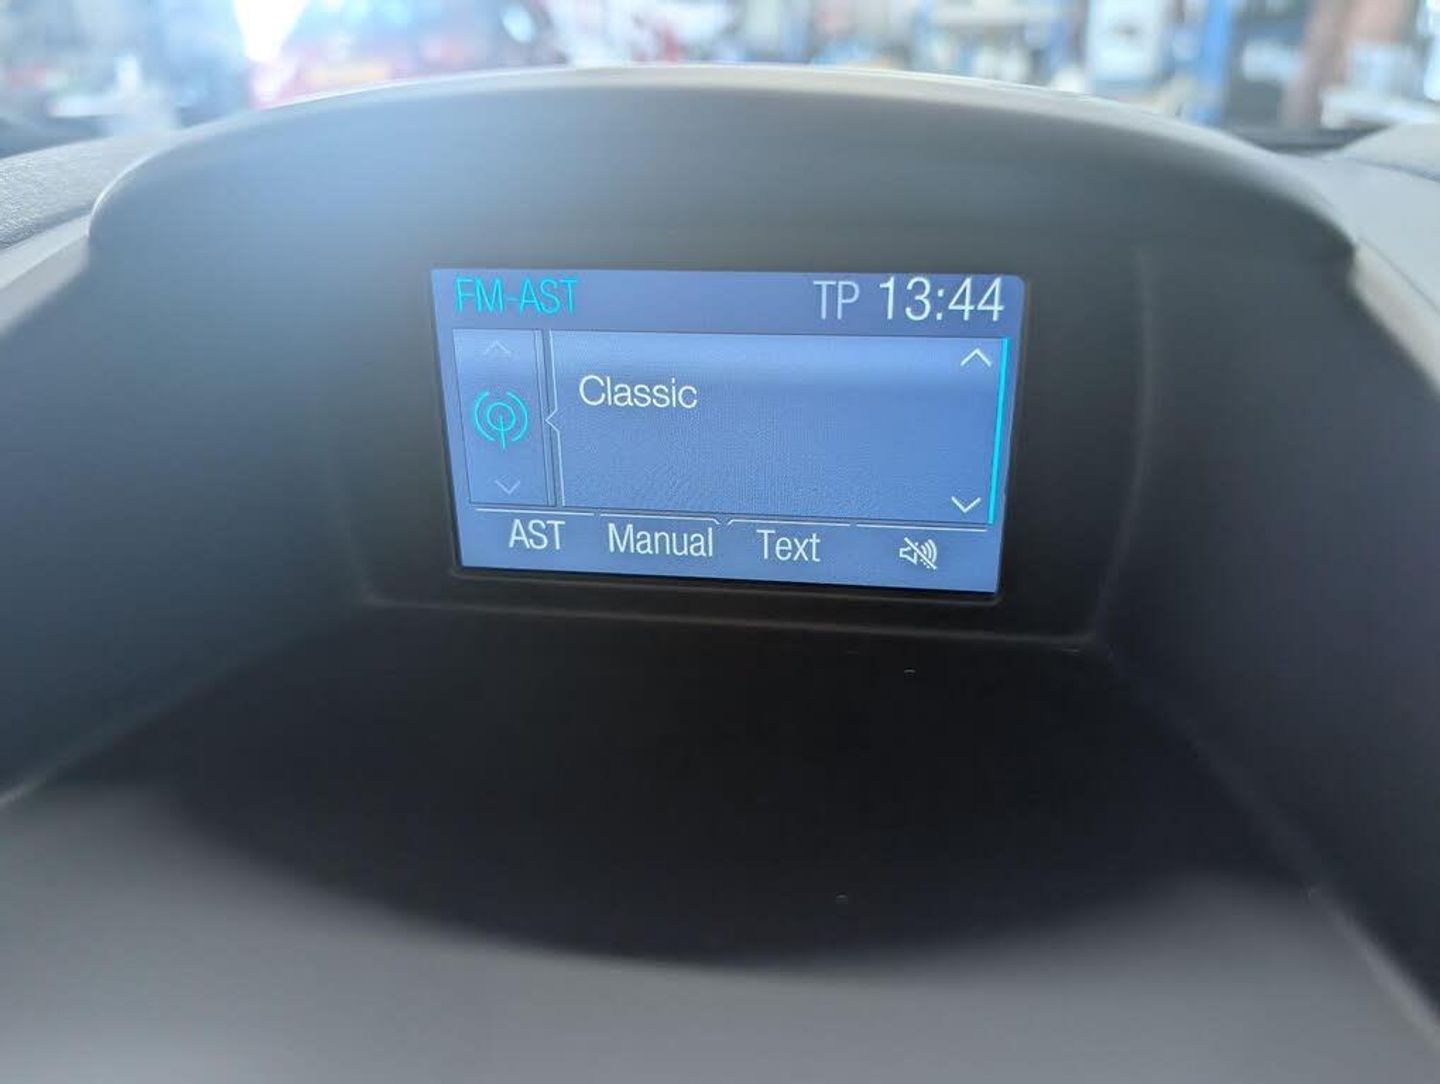 FM-AST TP 13:44
Classic
AST Manual Text